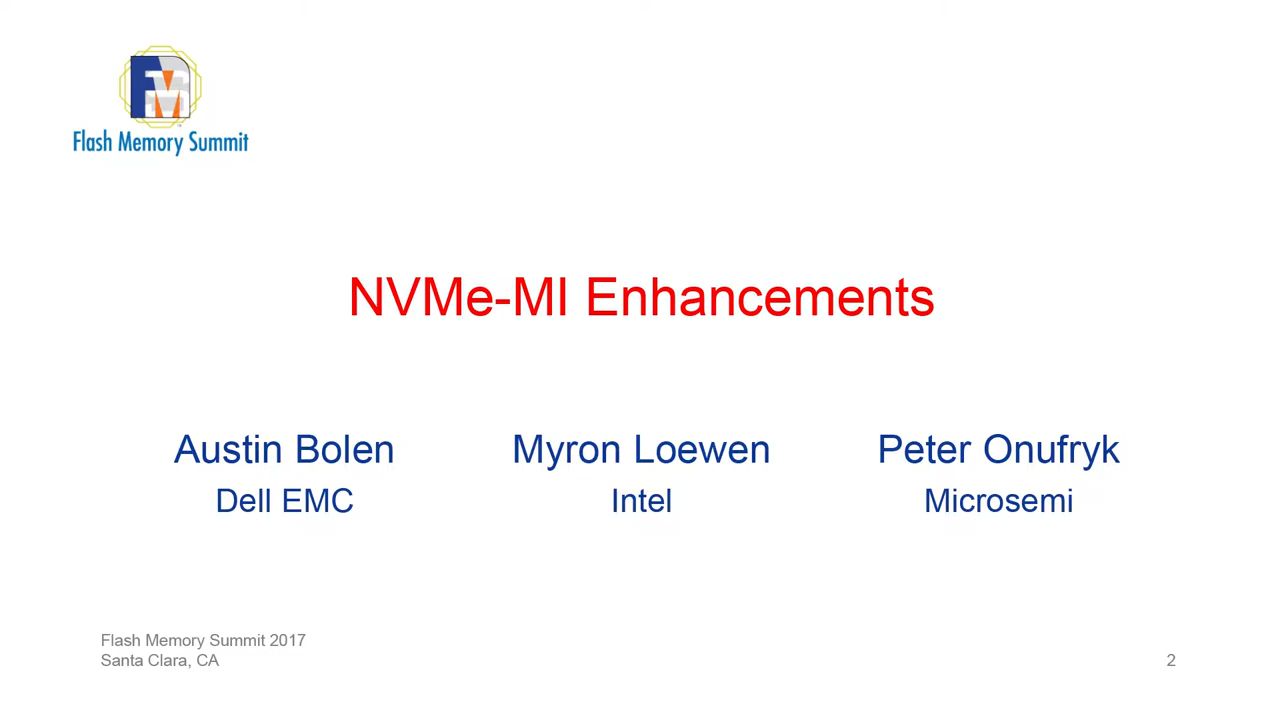 Flash Memory Summit
NVMe-MI Enhancements
Austin Bolen
Dell EMC
Myron Loewen
Intel
Peter Onufryk
Microsemi
Flash Memory Summit 2017
Santa Clara, CA
2